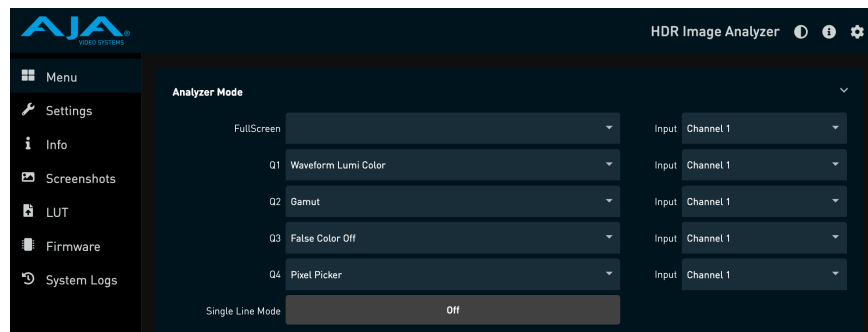 AJA®
VIDEO SYSTEMS
HDR Image Analyzer
Menu
Settings
Info
Screenshots
LUT
Firmware
System Logs
Analyzer Mode
FullScreen Input Channel 1
Q1 Waveform Lumi Color Input Channel 1
Q2 Gamut Input Channel 1
Q3 False Color Off Input Channel 1
Q4 Pixel Picker Input Channel 1
Single Line Mode Off